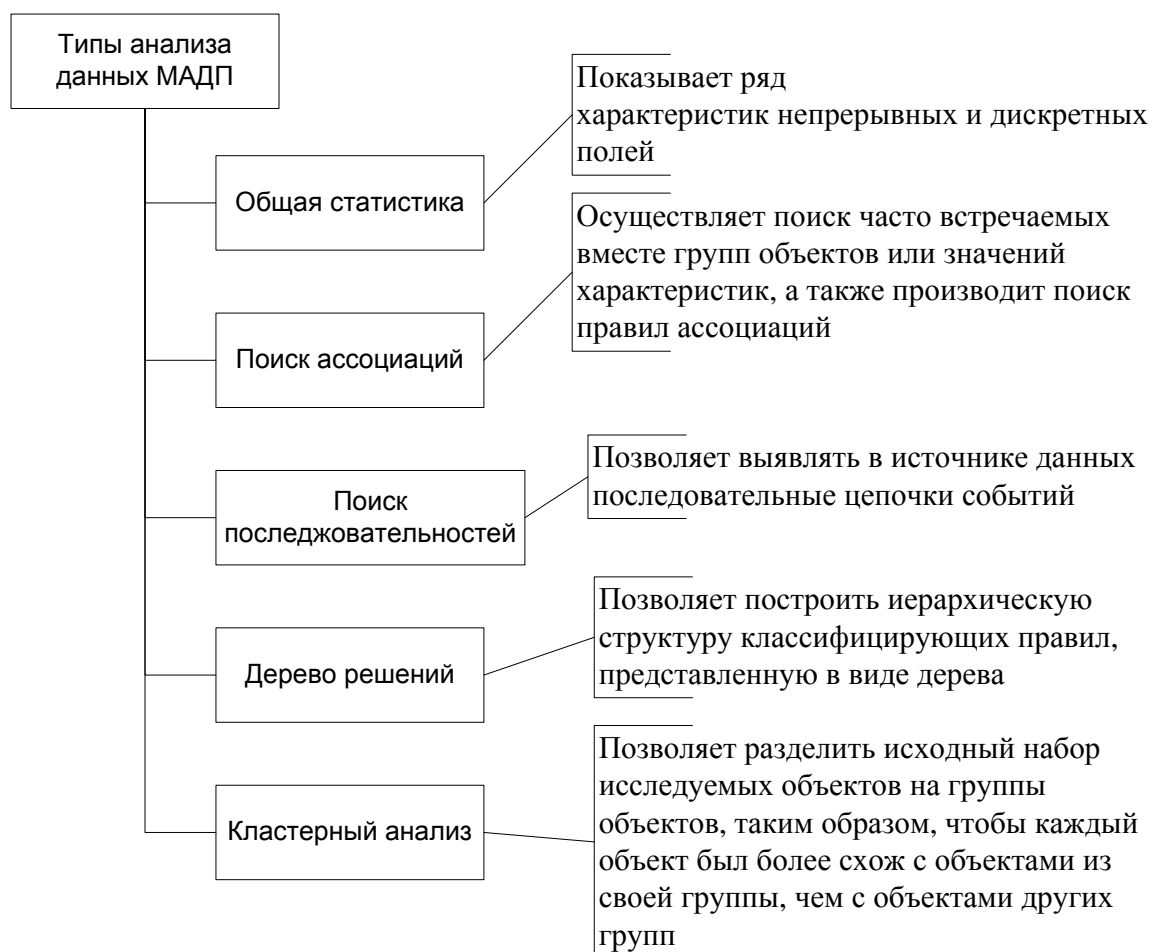 Типы анализа
данных МАДП
Показывает ряд
характеристик непрерывных и дискретных
полей
Общая статистика
Осуществляет поиск часто встречаемых
вместе групп объектов или значений
характеристик, а также производит поиск
правил ассоциаций
Поиск ассоциаций
Позволяет выявлять в источнике данных
последовательные цепочки событий
Поиск
последжовательностей
Позволяет построить иерархическую
структуру классифицирующих правил,
представленную в виде дерева
Дерево решений
Позволяет разделить исходный набор
исследуемых объектов на группы
объектов, таким образом, чтобы каждый
объект был более схож с объектами из
своей группы, чем с объектами других
групп
Кластерный анализ